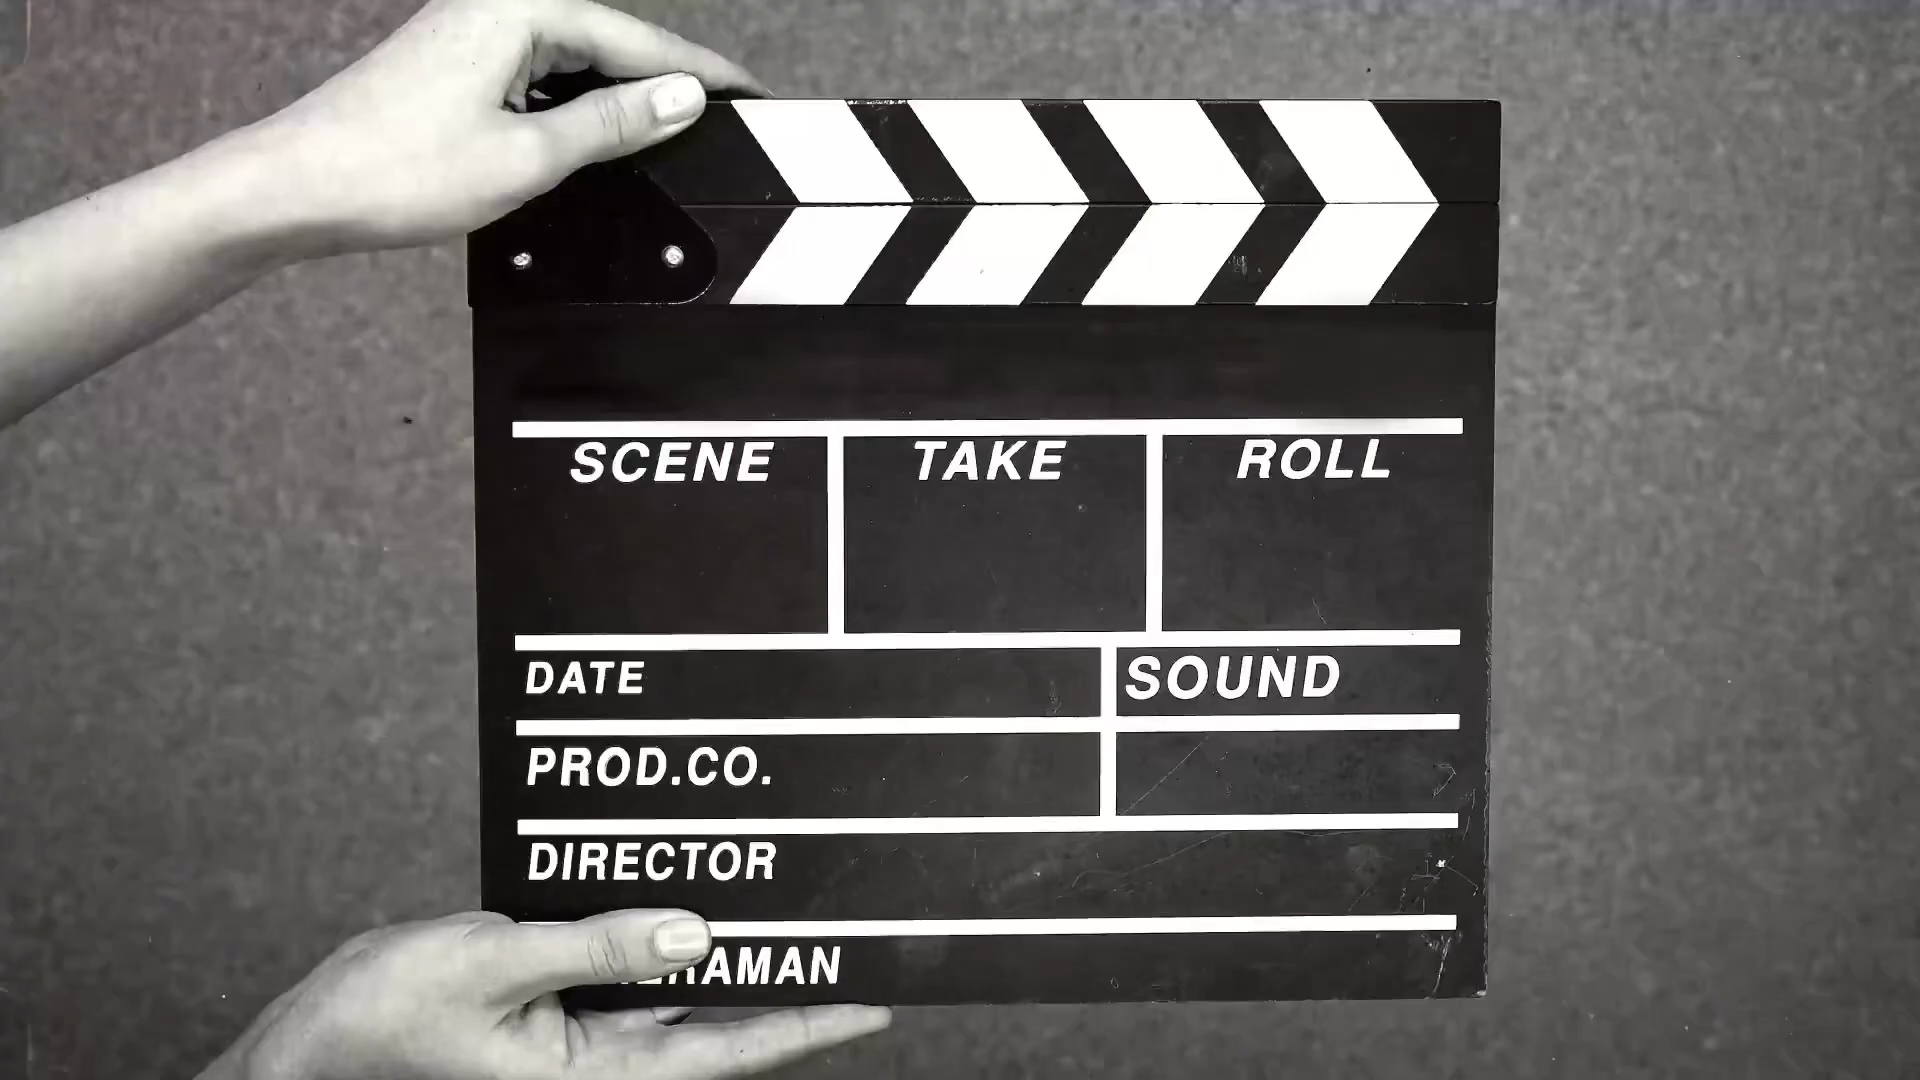 SCENE TAKE ROLL
DATE SOUND
PROD.CO.
DIRECTOR